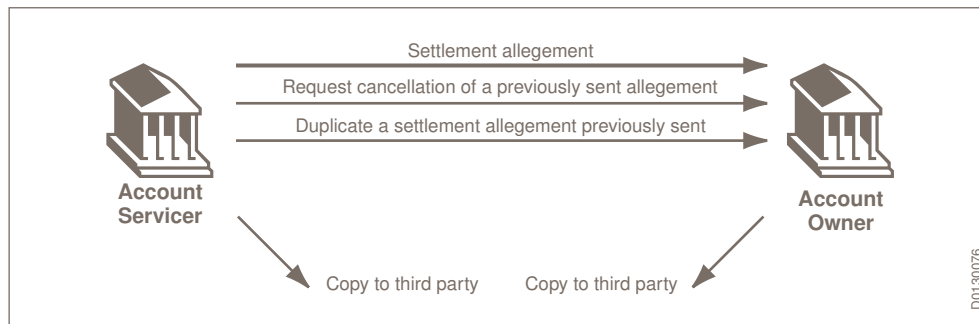 Settlement allegement
Request cancellation of a previously sent allegement
Duplicate a settlement allegement previously sent
Account
Servicer
Account
Owner
Copy to third party
Copy to third party
D0130076